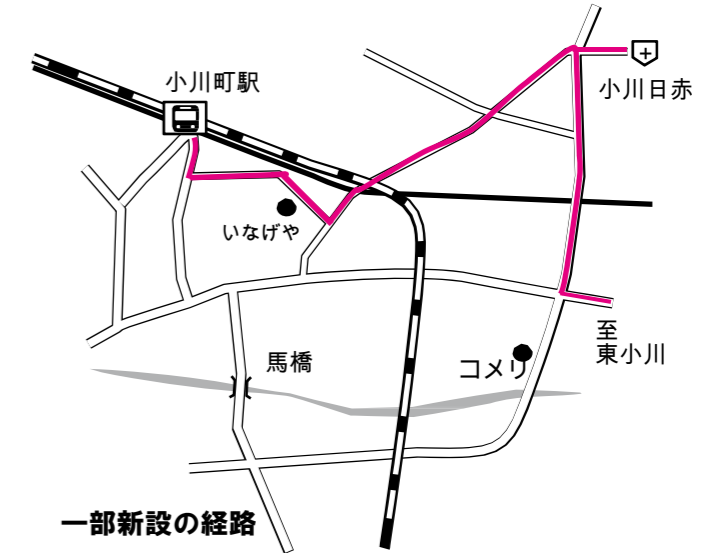 小川町駅
小川日赤
いなげや
至
東小川
馬橋
コメリ
一部新設の経路